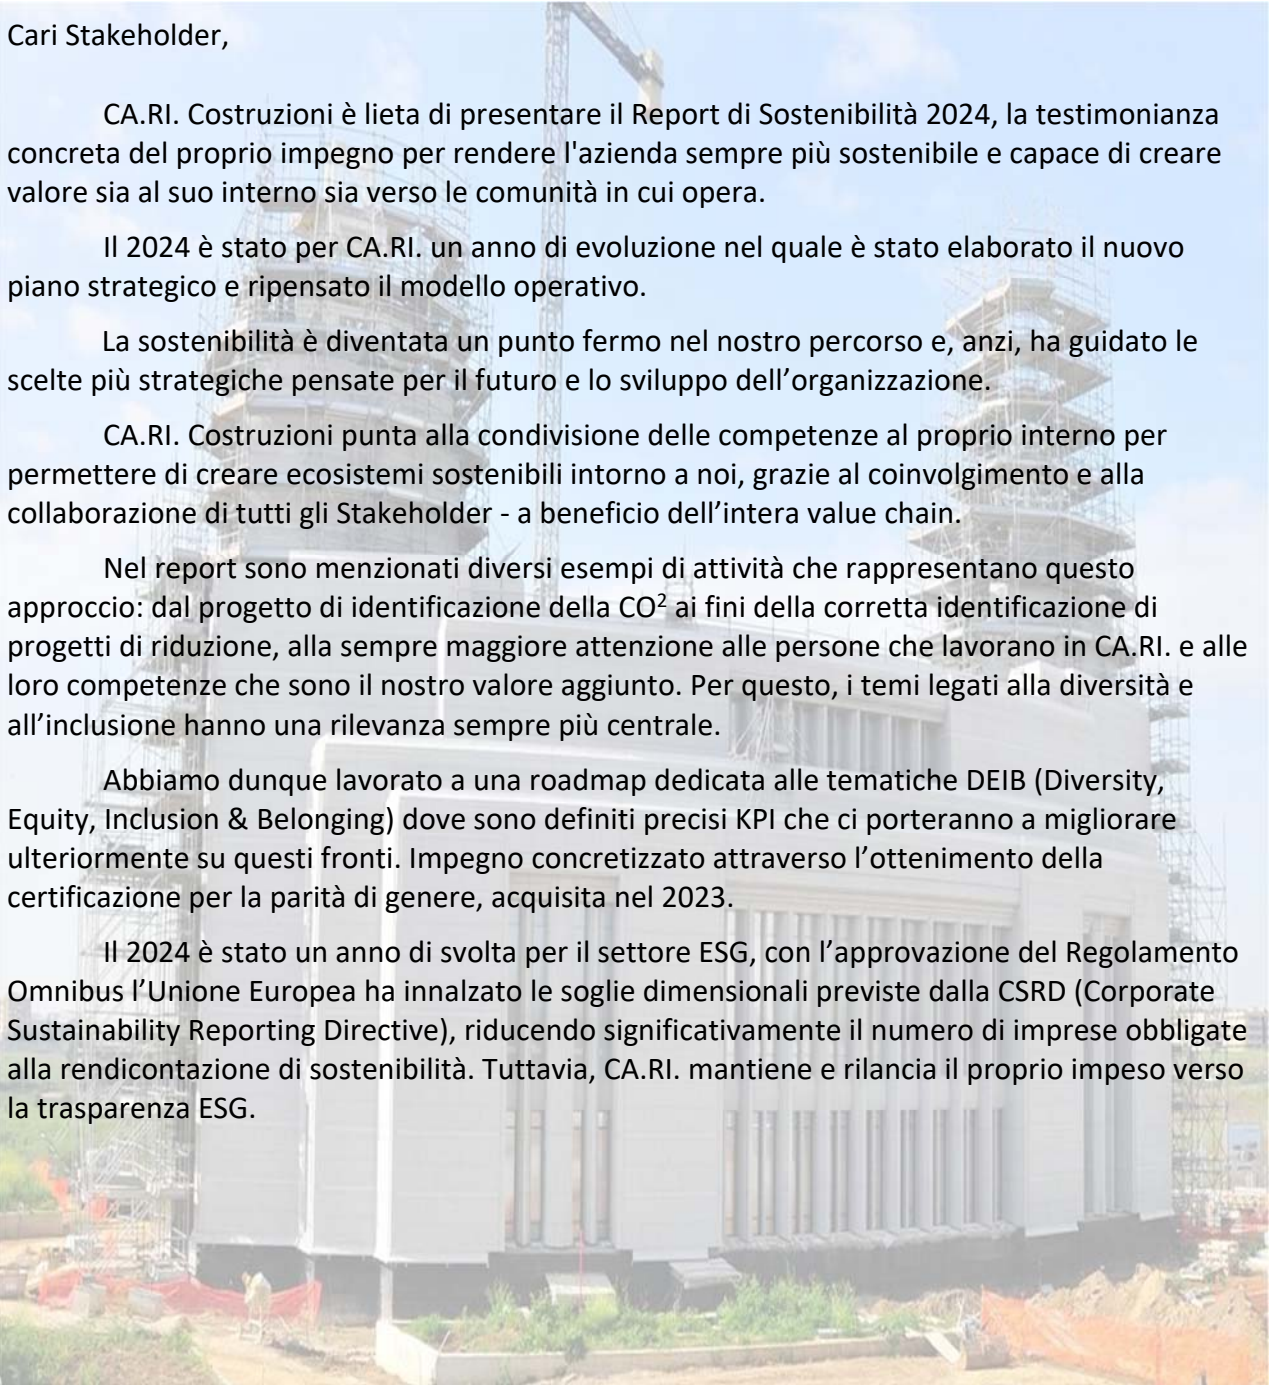 Cari Stakeholder,
CA.RI. Costruzioni è lieta di presentare il Report di Sostenibilità 2024, la testimonianza
concreta del proprio impegno per rendere l'azienda sempre più sostenibile e capace di creare
valore sia al suo interno sia verso le comunità in cui opera.
Il 2024 è stato per CA.RI. un anno di evoluzione nel quale è stato elaborato il nuovo
piano strategico e ripensato il modello operativo.
La sostenibilità è diventata un punto fermo nel nostro percorso e, anzi, ha guidato le
scelte più strategiche pensate per il futuro e lo sviluppo dell’organizzazione.
CA.RI. Costruzioni punta alla condivisione delle competenze al proprio interno per
permettere di creare ecosistemi sostenibili intorno a noi, grazie al coinvolgimento e alla
collaborazione di tutti gli Stakeholder - a beneficio dell’intera value chain.
Nel report sono menzionati diversi esempi di attività che rappresentano questo
approccio: dal progetto di identificazione della CO² ai fini della corretta identificazione di
progetti di riduzione, alla sempre maggiore attenzione alle persone che lavorano in CA.RI. e alle
loro competenze che sono il nostro valore aggiunto. Per questo, i temi legati alla diversità e
all’inclusione hanno una rilevanza sempre più centrale.
Abbiamo dunque lavorato a una roadmap dedicata alle tematiche DEIB (Diversity,
Equity, Inclusion & Belonging) dove sono definiti precisi KPI che ci porteranno a migliorare
ulteriormente su questi fronti. Impegno concretizzato attraverso l’ottenimento della
certificazione per la parità di genere, acquisita nel 2023.
Il 2024 è stato un anno di svolta per il settore ESG, con l’approvazione del Regolamento
Omnibus l’Unione Europea ha innalzato le soglie dimensionali previste dalla CSRD (Corporate
Sustainability Reporting Directive), riducendo significativamente il numero di imprese obbligate
alla rendicontazione di sostenibilità. Tuttavia, CA.RI. mantiene e rilancia il proprio impeso verso
la trasparenza ESG.